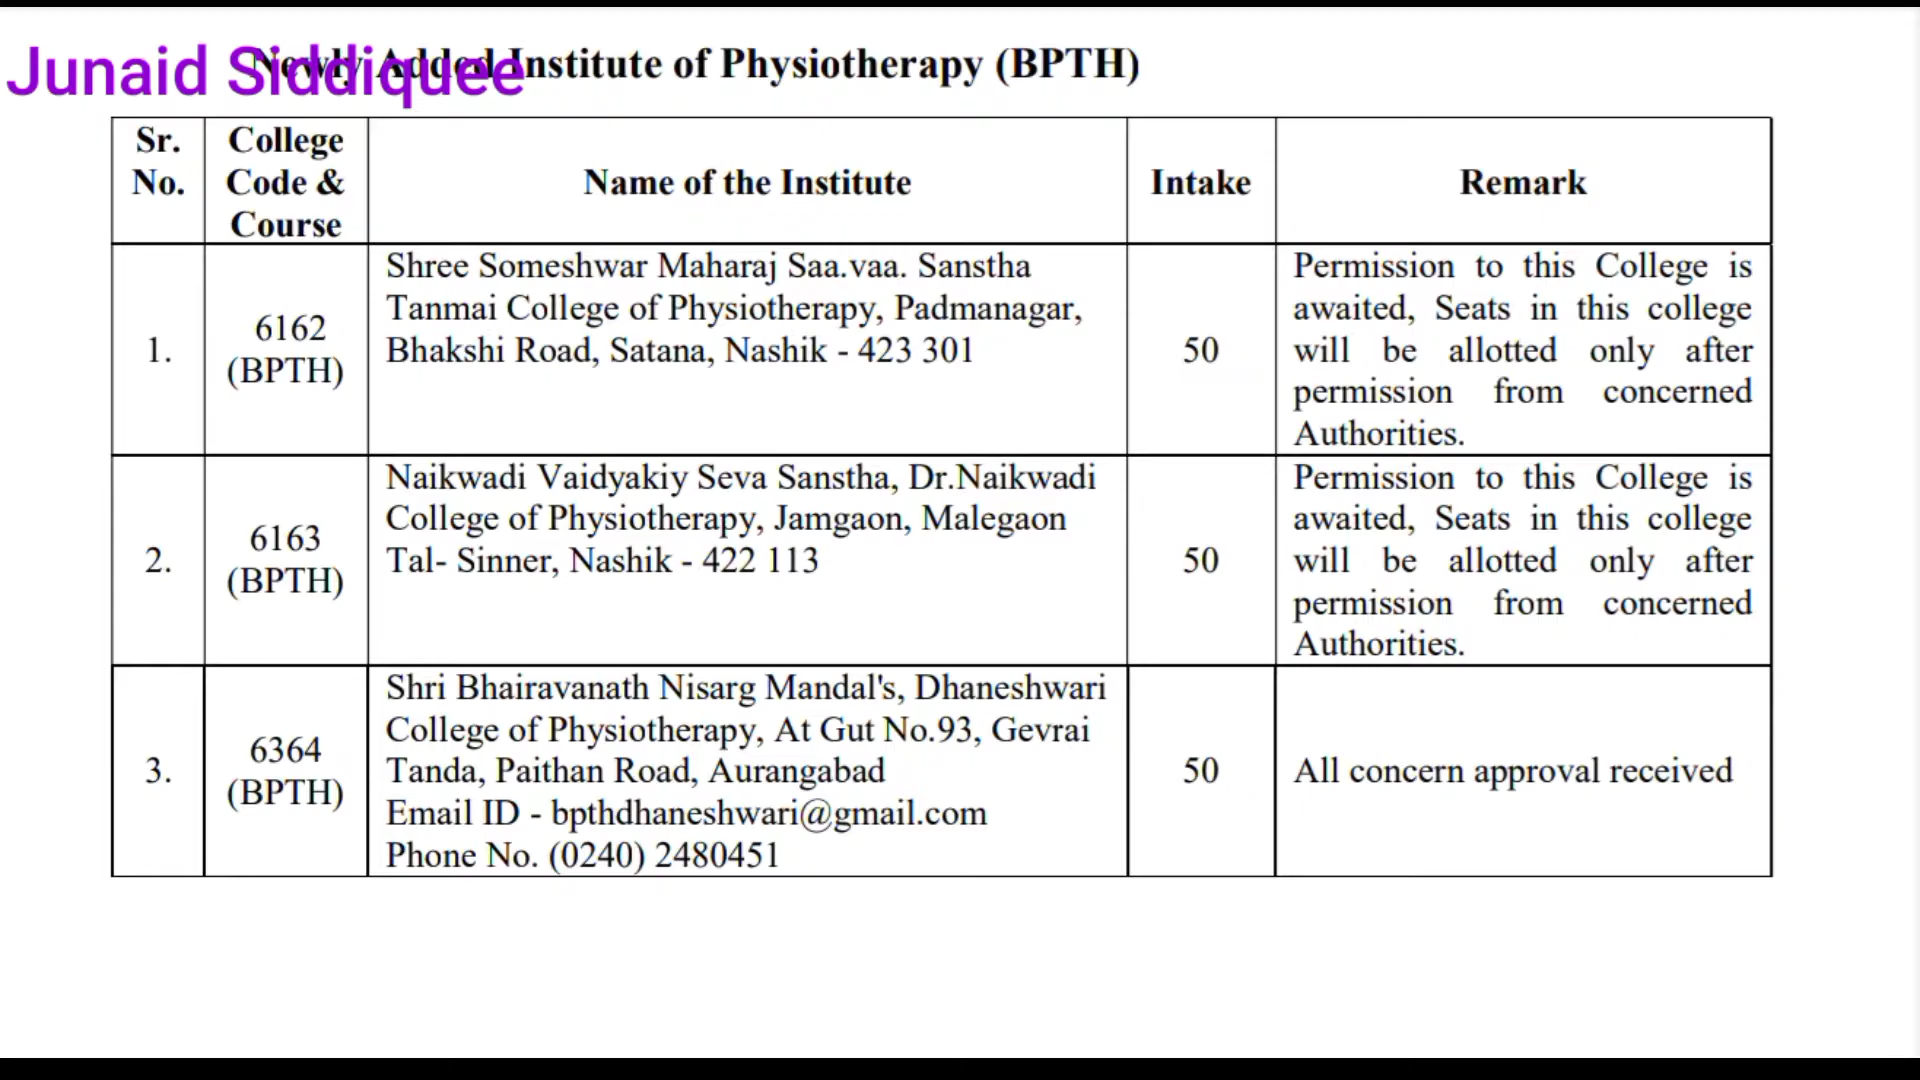 Junaid Siddiquee
Newly Added Institute of Physiotherapy (BPTH)
Sr. No.
College Code & Course
Name of the Institute
Intake
Remark
1.
6162
(BPTH)
Shree Someshwar Maharaj Saa.vaa. Sanstha
Tanmai College of Physiotherapy, Padmanagar,
Bhakshi Road, Satana, Nashik - 423 301
50
Permission to this College is
awaited, Seats in this college
will be allotted only after
permission from concerned
Authorities.
2.
6163
(BPTH)
Naikwadi Vaidyakiy Seva Sanstha, Dr.Naikwadi
College of Physiotherapy, Jamgaon, Malegaon
Tal- Sinner, Nashik - 422 113
50
Permission to this College is
awaited, Seats in this college
will be allotted only after
permission from concerned
Authorities.
3.
6364
(BPTH)
Shri Bhairavanath Nisarg Mandal's, Dhaneshwari
College of Physiotherapy, At Gut No.93, Gevrai
Tanda, Paithan Road, Aurangabad
Email ID - bpthdhaneshwari@gmail.com
Phone No. (0240) 2480451
50
All concern approval received